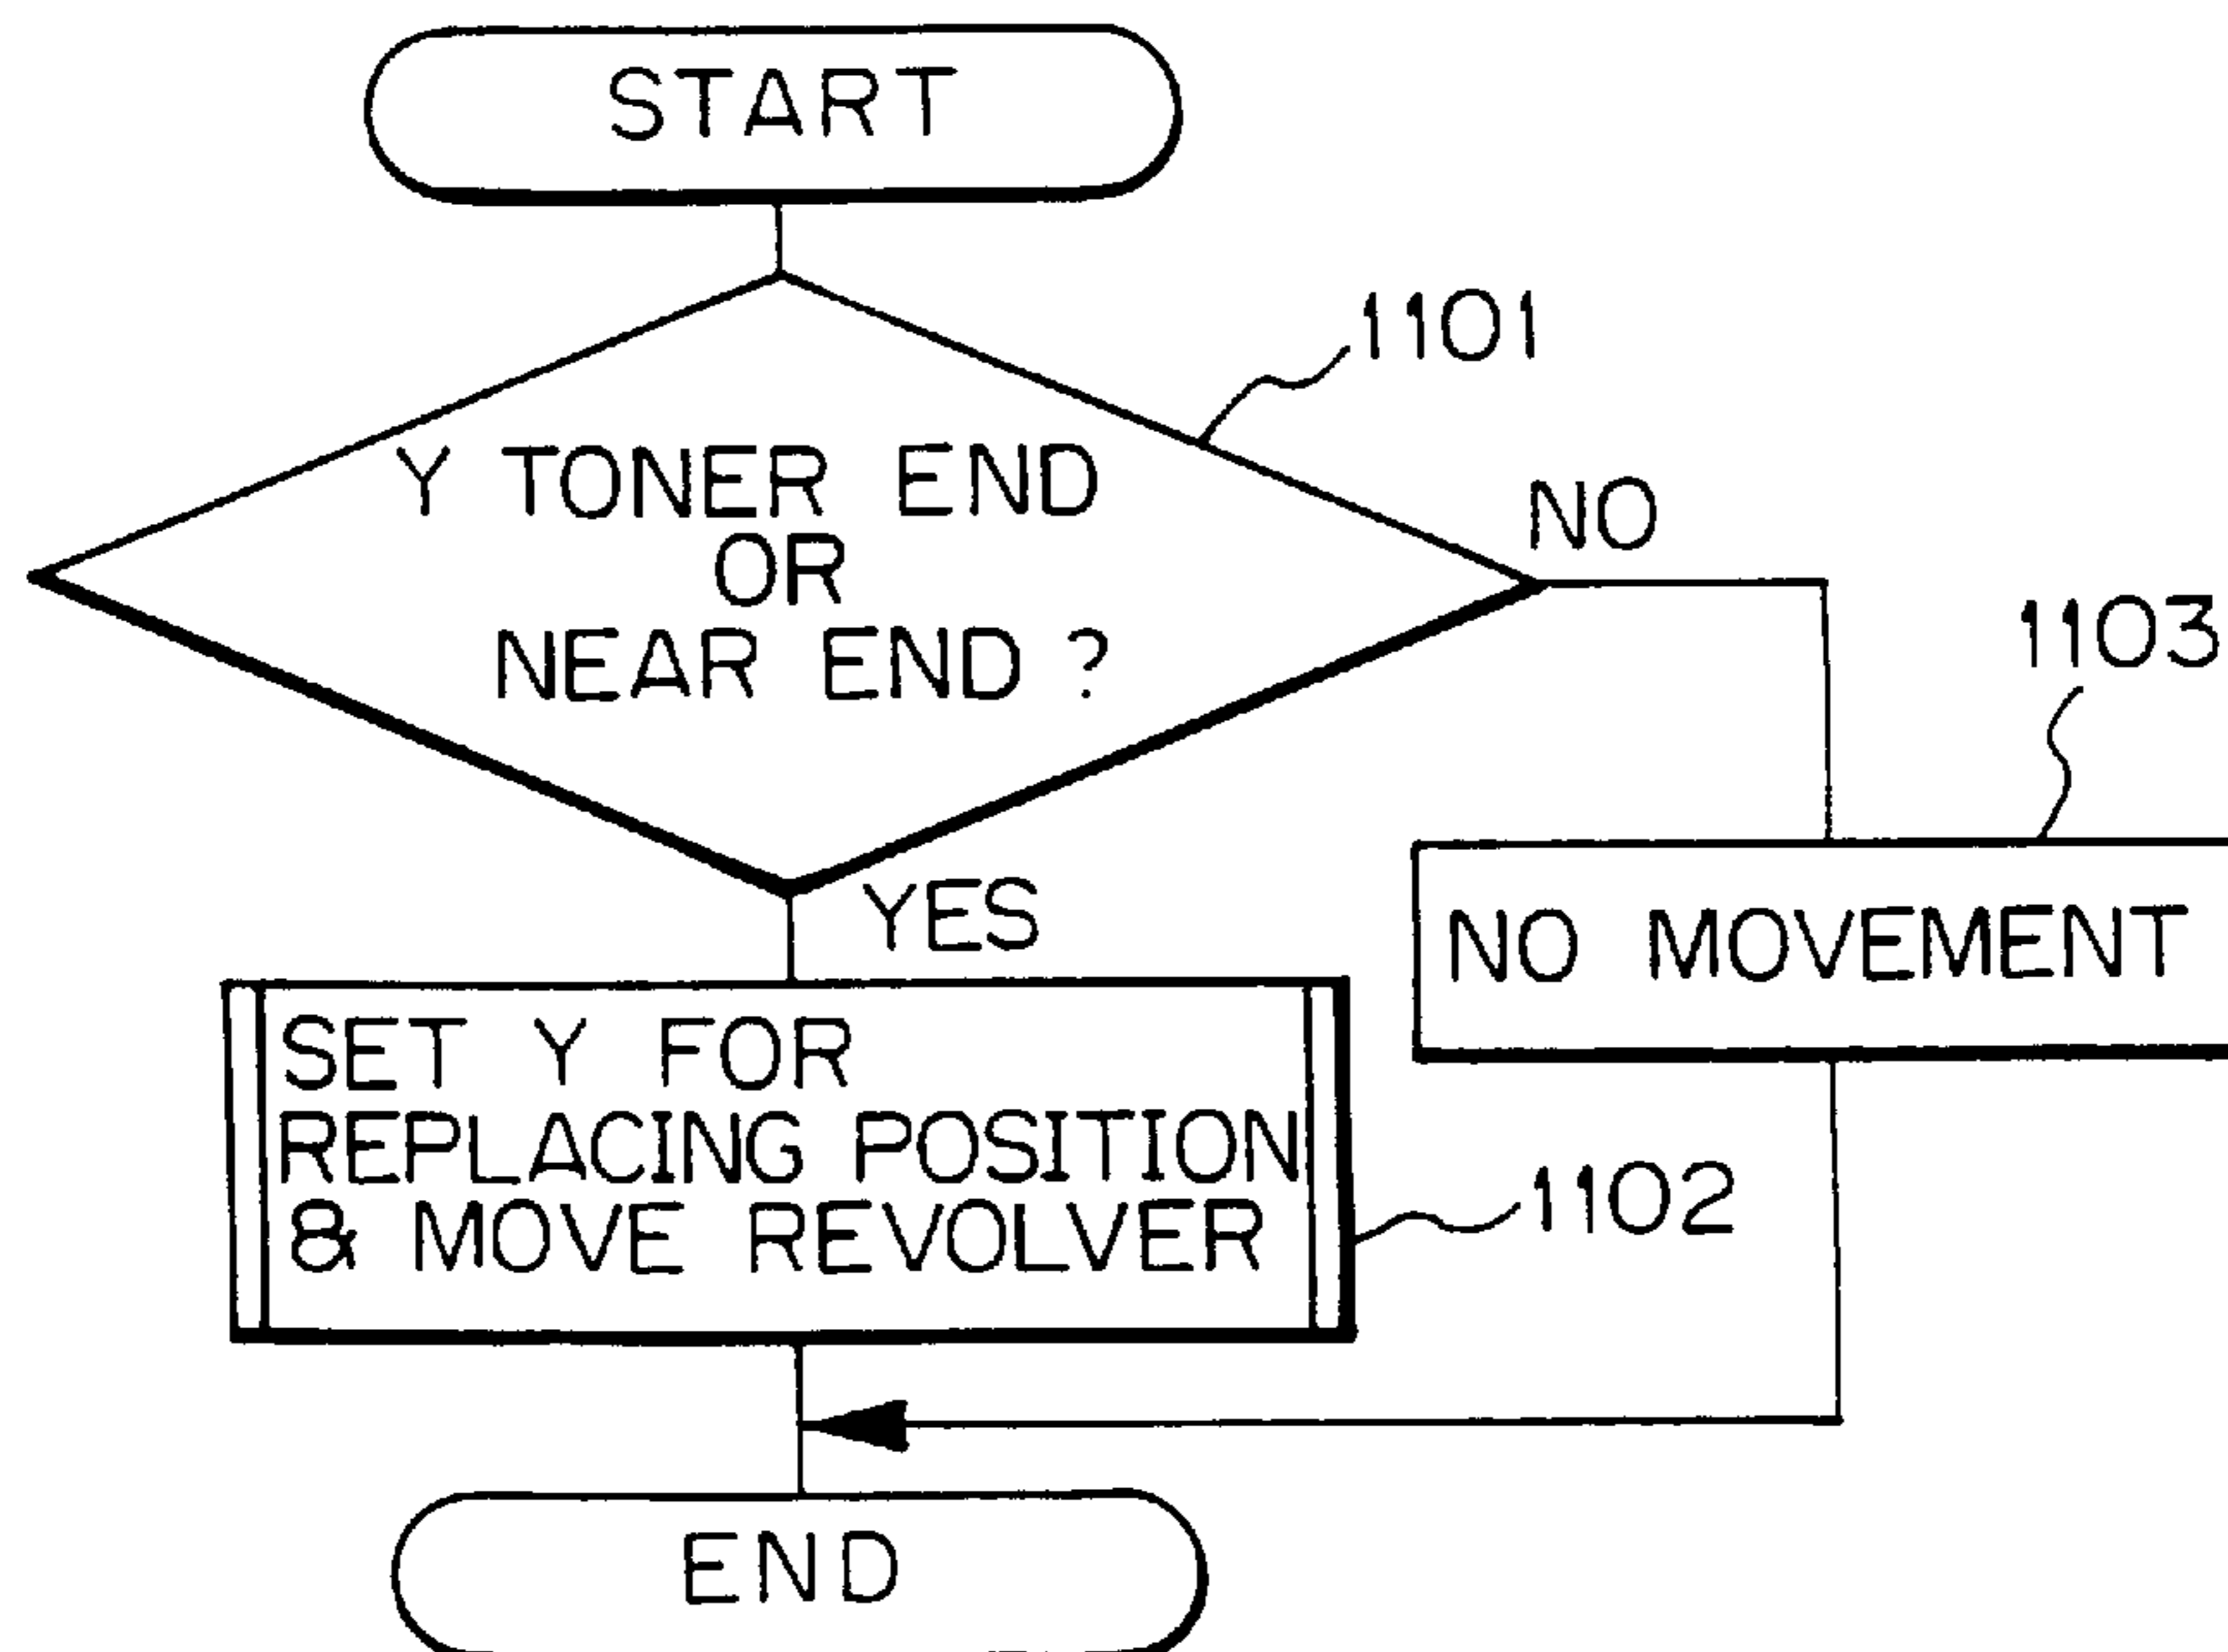 START
1101
Y TONER END
OR
NEAR END ?
NO
1103
YES
NO MOVEMENT
SET Y FOR
REPLACING POSITION
& MOVE REVOLVER
1102
END